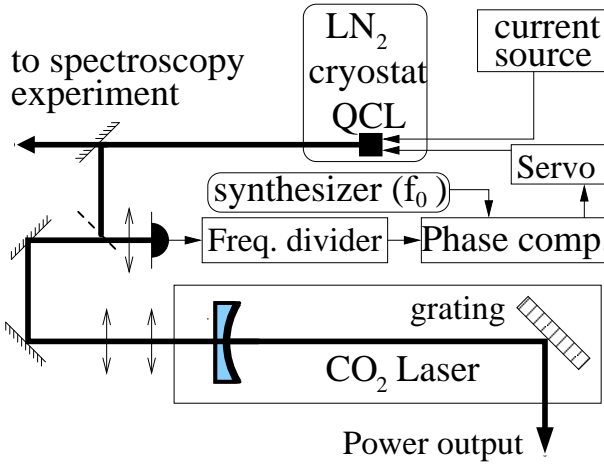 LN2
cryostat
QCL
current
source
to spectroscopy
experiment
Servo
synthesizer (f0 )
Freq. divider
Phase comp.
grating
CO2 Laser
Power output